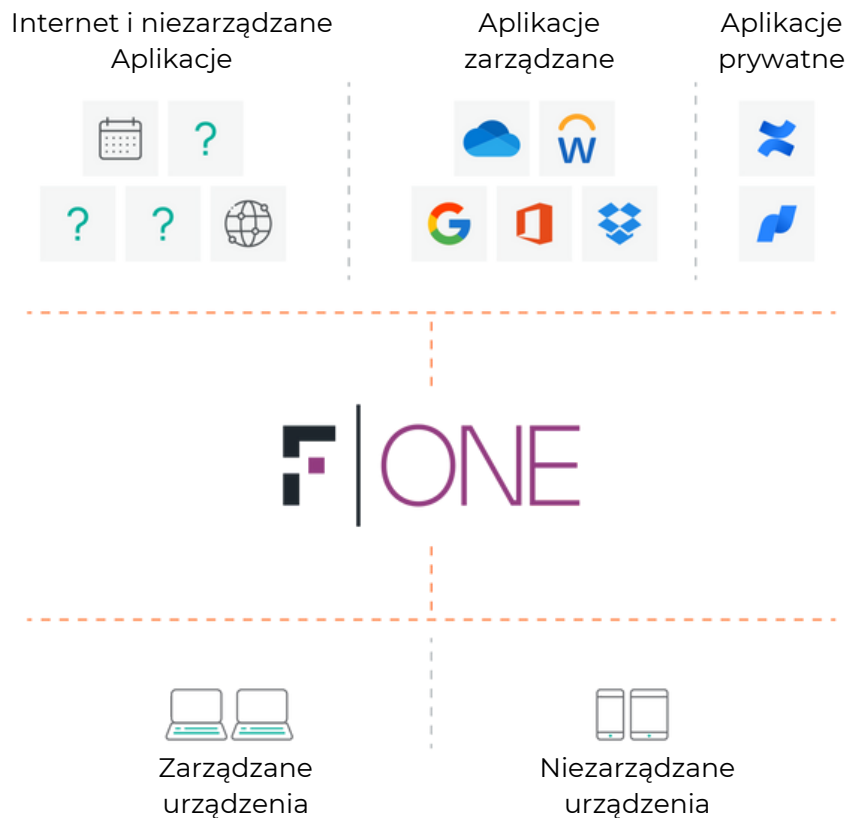 Internet i niezarządzane
Aplikacje
Aplikacje
zarządzane
Aplikacje
prywatne
?
W
? ?
G
F|ONE
Zarządzane
urządzenia
Niezarządzane
urządzenia